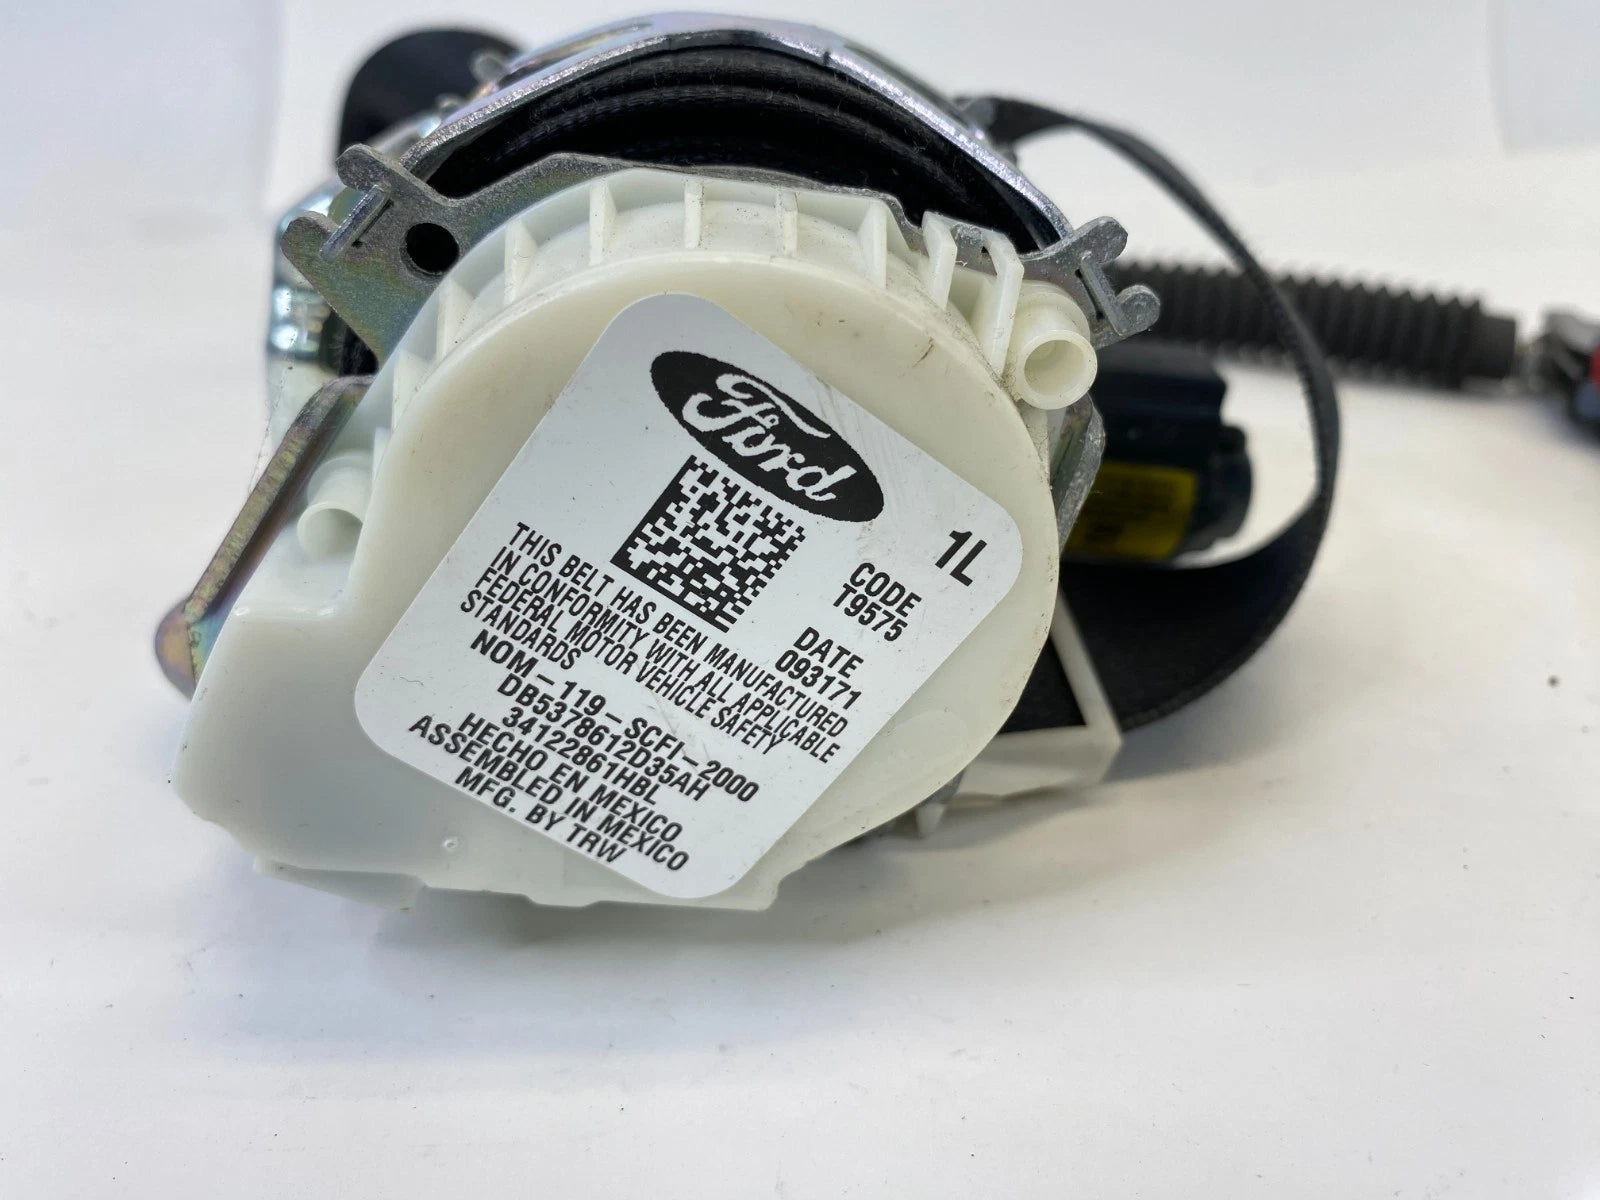 Ford
1L
CODE
T9575
DATE
093171
THIS BELT HAS BEEN MANUFACTURED
IN CONFORMITY WITH ALL APPLICABLE
FEDERAL MOTOR VEHICLE SAFETY
STANDARDS
NOM-119-SCFI-2000
DB5378612D35AH
34122861HBL
HECHO EN MEXICO
ASSEMBLED IN MEXICO
MFG. BY TRW